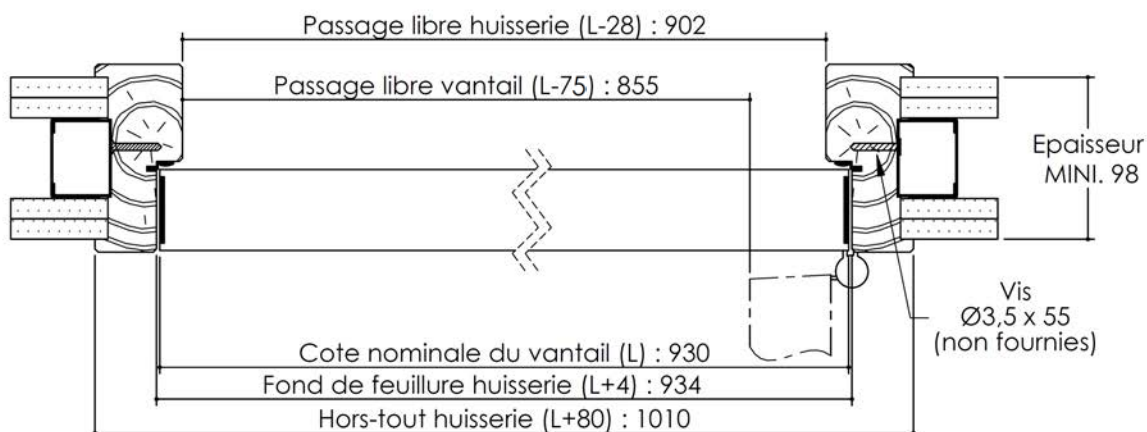 Passage libre huisserie (L-28) : 902
Passage libre vantail (L-75) : 855
Epaisseur
MINI. 98
Vis
Ø3,5 x 55
(non fournies)
Cote nominale du vantail (L) : 930
Fond de feuillure huisserie (L+4) : 934
Hors-tout huisserie (L+80) : 1010